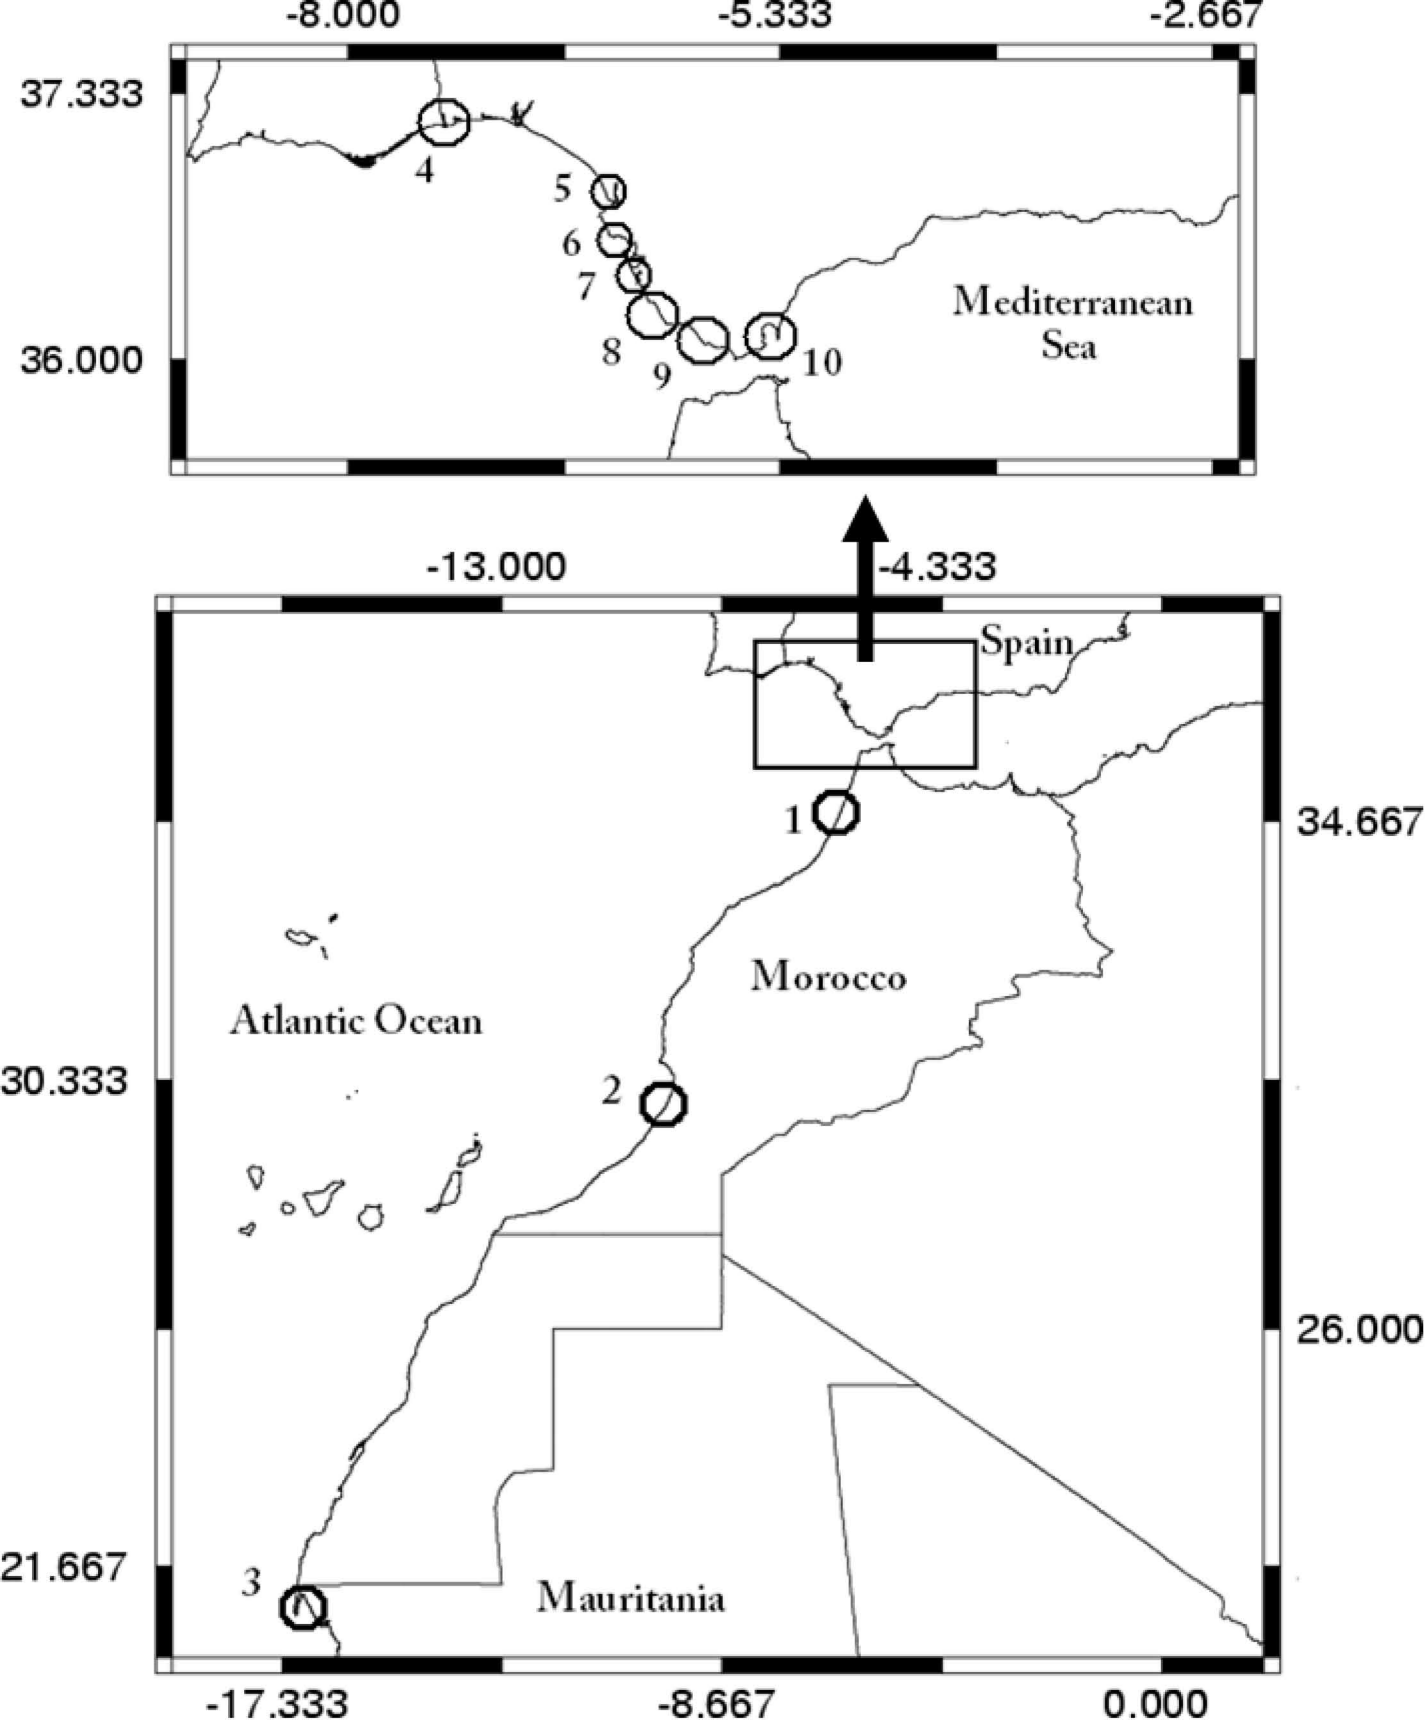 -8.000 -5.333 -2.667
37.333
4
5
6
7
Mediterranean
Sea
8
36.000
9
10
-13.000 -4.333
Spain
1
34.667
Morocco
Atlantic Ocean
30.333
2
26.000
21.667
3
Mauritania
-17.333 -8.667 0.000